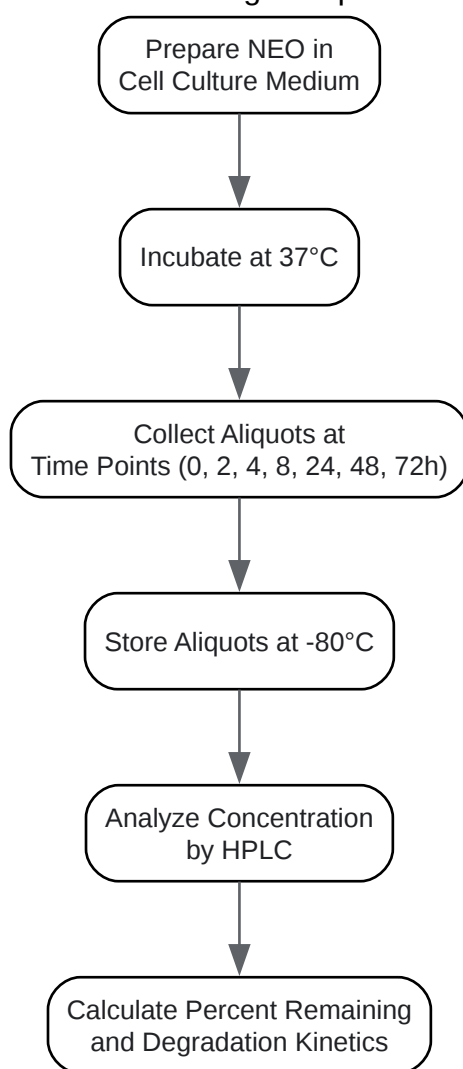 Prepare NEO in
Cell Culture Medium
Incubate at 37°C
Collect Aliquots at
Time Points (0, 2, 4, 8, 24, 48, 72h)
Store Aliquots at -80°C
Analyze Concentration
by HPLC
Calculate Percent Remaining
and Degradation Kinetics